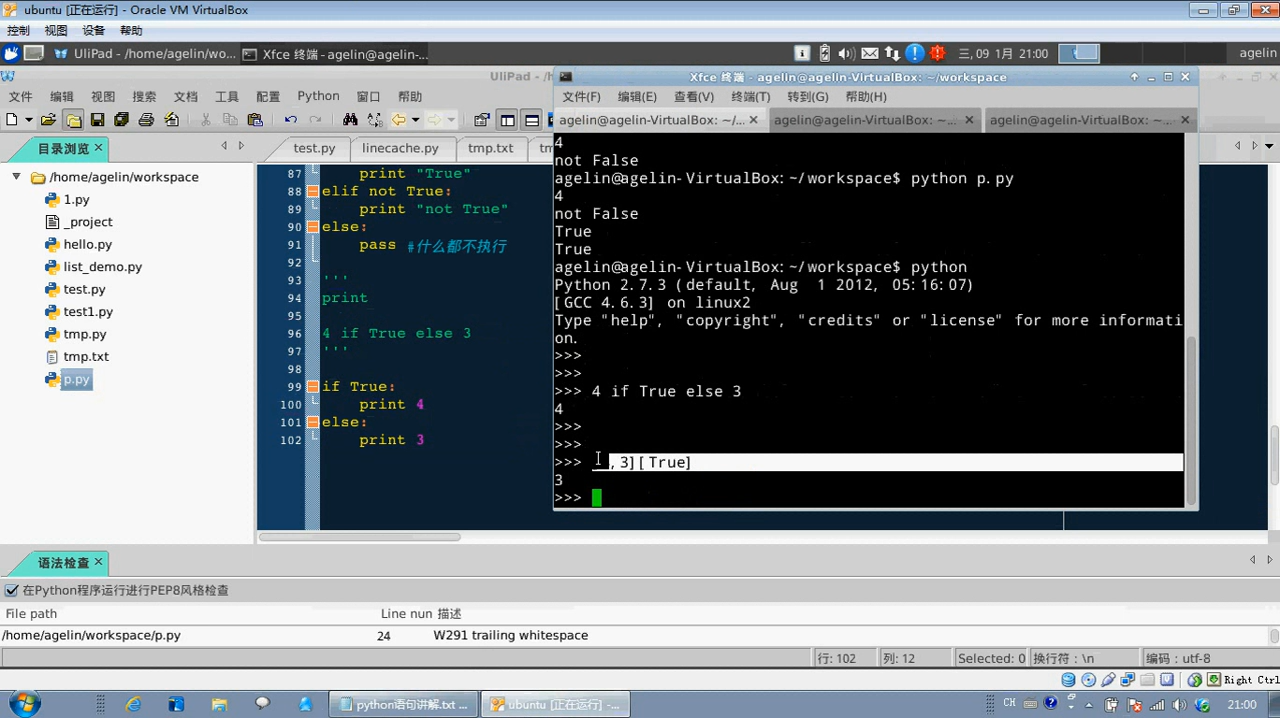 ubuntu [正在运行] - Oracle VM VirtualBox
控制 视图 设备 帮助
UliPad - /home/agelin/wo... Xfce 终端 - agelin@agelin-... 三, 09 1月 21:00 agelin
UliPad - /h
Xfce 终端 - agelin@agelin-VirtualBox: ~/workspace
文件 编辑 视图 搜索 文档 工具 配置 Python 窗口 帮助
文件(F) 编辑(E) 查看(V) 终端(T) 转到(G) 帮助(H)
agelin@agelin-VirtualBox: ~/... agelin@agelin-VirtualBox: ~... agelin@agelin-VirtualBox: ~...
目录浏览 test.py linecache.py tmp.txt tm
/home/agelin/workspace
1.py
_project
hello.py
list_demo.py
test.py
test1.py
tmp.py
tmp.txt
p.py
87 print "True"
88 elif not True:
89 print "not True"
90 else:
91 pass #什么都不执行
92
93 '''
94 print
95
96 4 if True else 3
97 '''
98
99 if True:
100 print 4
101 else:
102 print 3
4
not False
agelin@agelin-VirtualBox:~/workspace$ python p.py
4
not False
True
True
agelin@agelin-VirtualBox:~/workspace$ python
Python 2.7.3 (default, Aug 1 2012, 05:16:07)
[GCC 4.6.3] on linux2
Type "help", "copyright", "credits" or "license" for more informati
on.
>>>
>>>
>>> 4 if True else 3
4
>>>
>>>
>>> , 3][True]
3
>>>
语法检查
在Python程序运行进行PEP8风格检查
File path Line nun 描述
/home/agelin/workspace/p.py 24 W291 trailing whitespace
行: 102 列: 12 Selected: 0 换行符: \n 编码: utf-8
Right Ctrl
python语句讲解.txt ... ubuntu [正在运行] -... CH 21:00